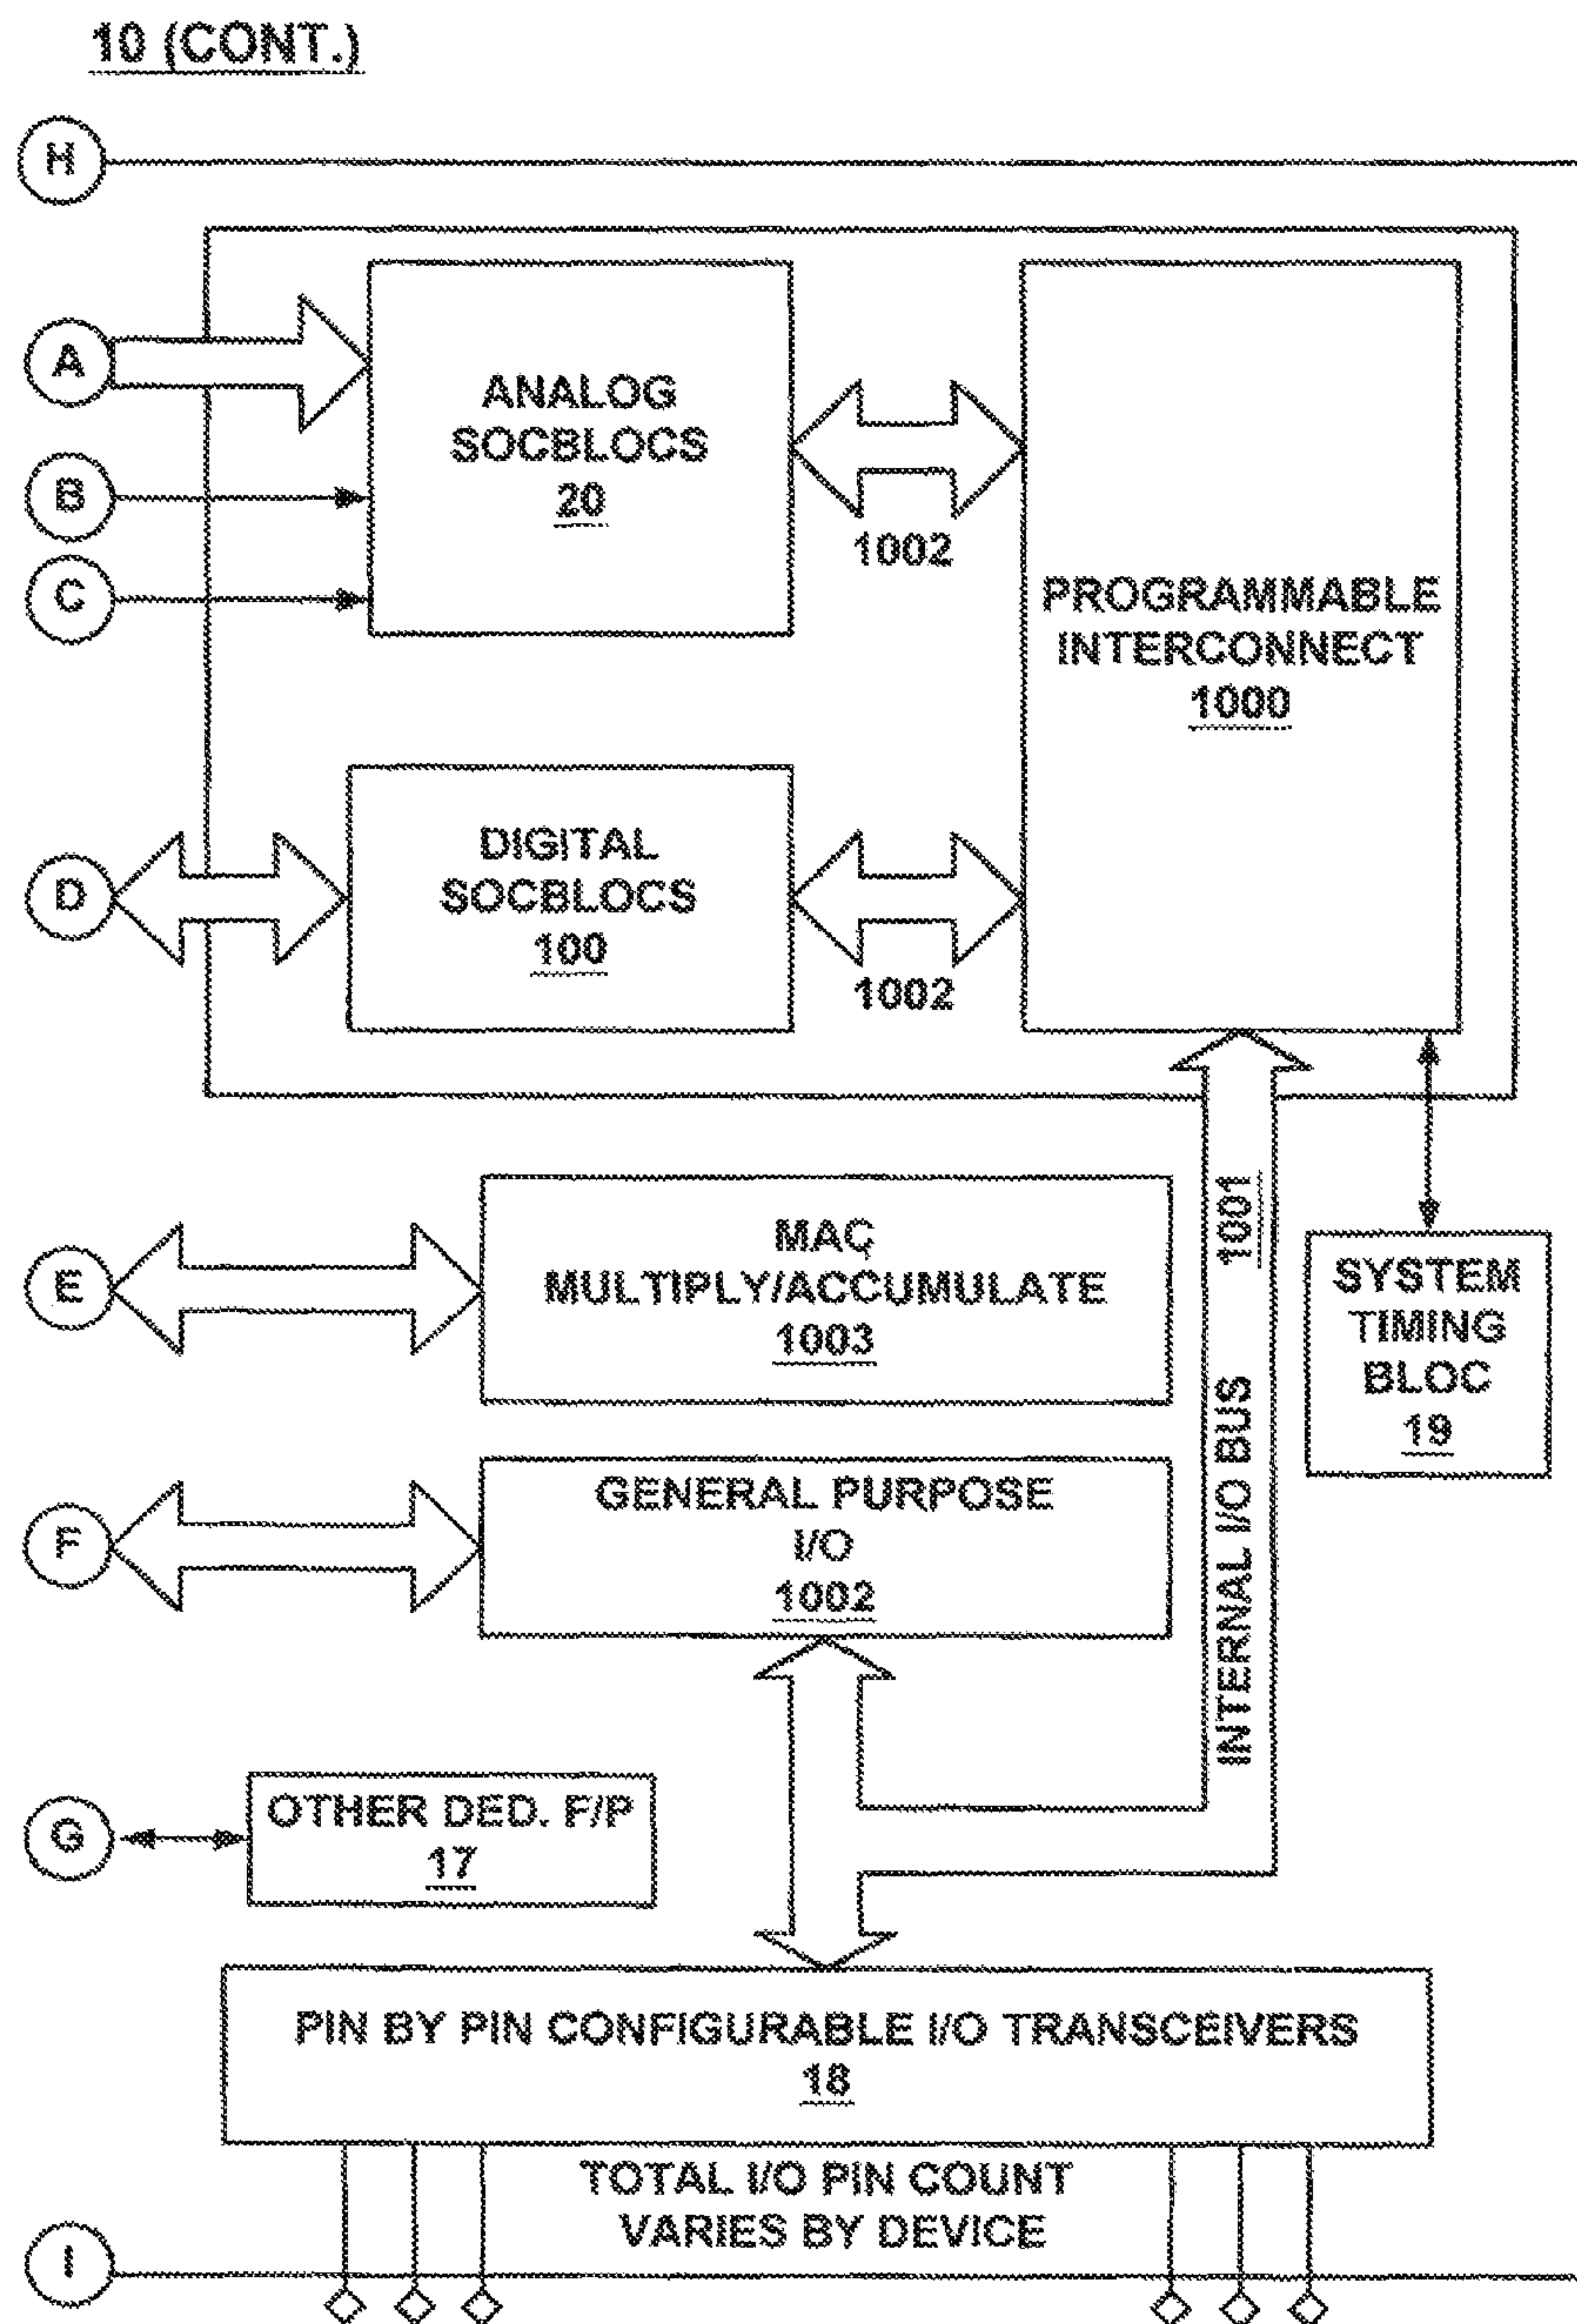 10 (CONT.)
H
A
ANALOG
SOCBLOCS
20
B
C
1002
PROGRAMMABLE
INTERCONNECT
1000
D
DIGITAL
SOCBLOCS
100
1002
E
MAC
MULTIPLY/ACCUMULATE
1003
INTERNAL I/O BUS 1001
SYSTEM
TIMING
BLOC
19
F
GENERAL PURPOSE
I/O
1002
G
OTHER DED. F/P
17
PIN BY PIN CONFIGURABLE I/O TRANSCEIVERS
18
TOTAL I/O PIN COUNT
VARIES BY DEVICE
I